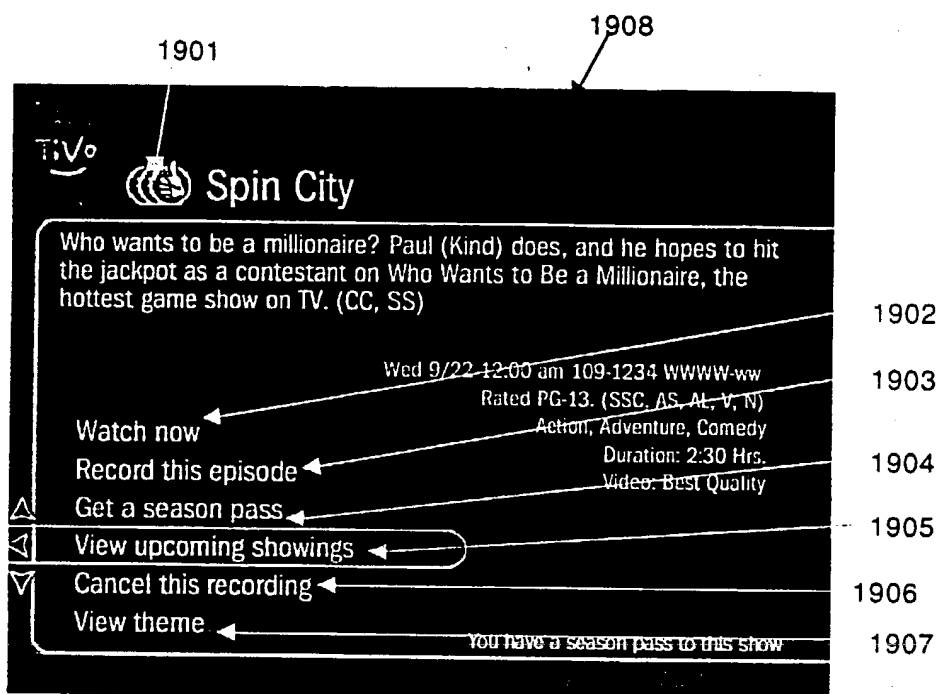 1908
1901
TiVo
Spin City
Who wants to be a millionaire? Paul (Kind) does, and he hopes to hit
the jackpot as a contestant on Who Wants to Be a Millionaire, the
hottest game show on TV. (CC, SS)
1902
Wed 9/22 12:00 am 109-1234 WWWW-ww
1903
Rated PG-13. (SSC, AS, AL, V, N)
Watch now
Action, Adventure, Comedy
Record this episode
Duration: 2:30 Hrs.
1904
Video: Best Quality
Get a season pass
1905
View upcoming showings
Cancel this recording
1906
View theme
You have a season pass to this show
1907